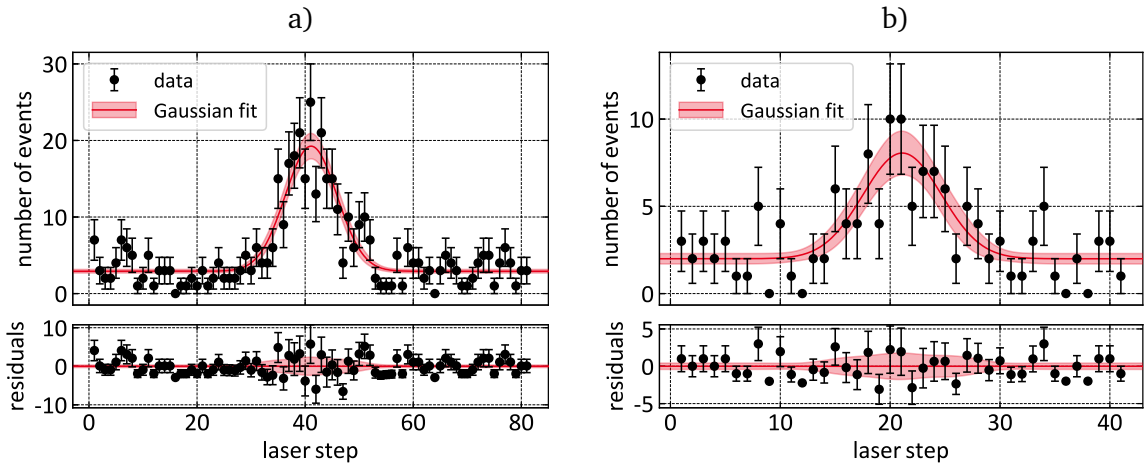 a)
number of events
30
20
10
0
data
Gaussian fit
residuals
10
0
-10
0 20 40 60 80
laser step
b)
number of events
10
5
0
data
Gaussian fit
residuals
5
0
-5
0 10 20 30 40
laser step